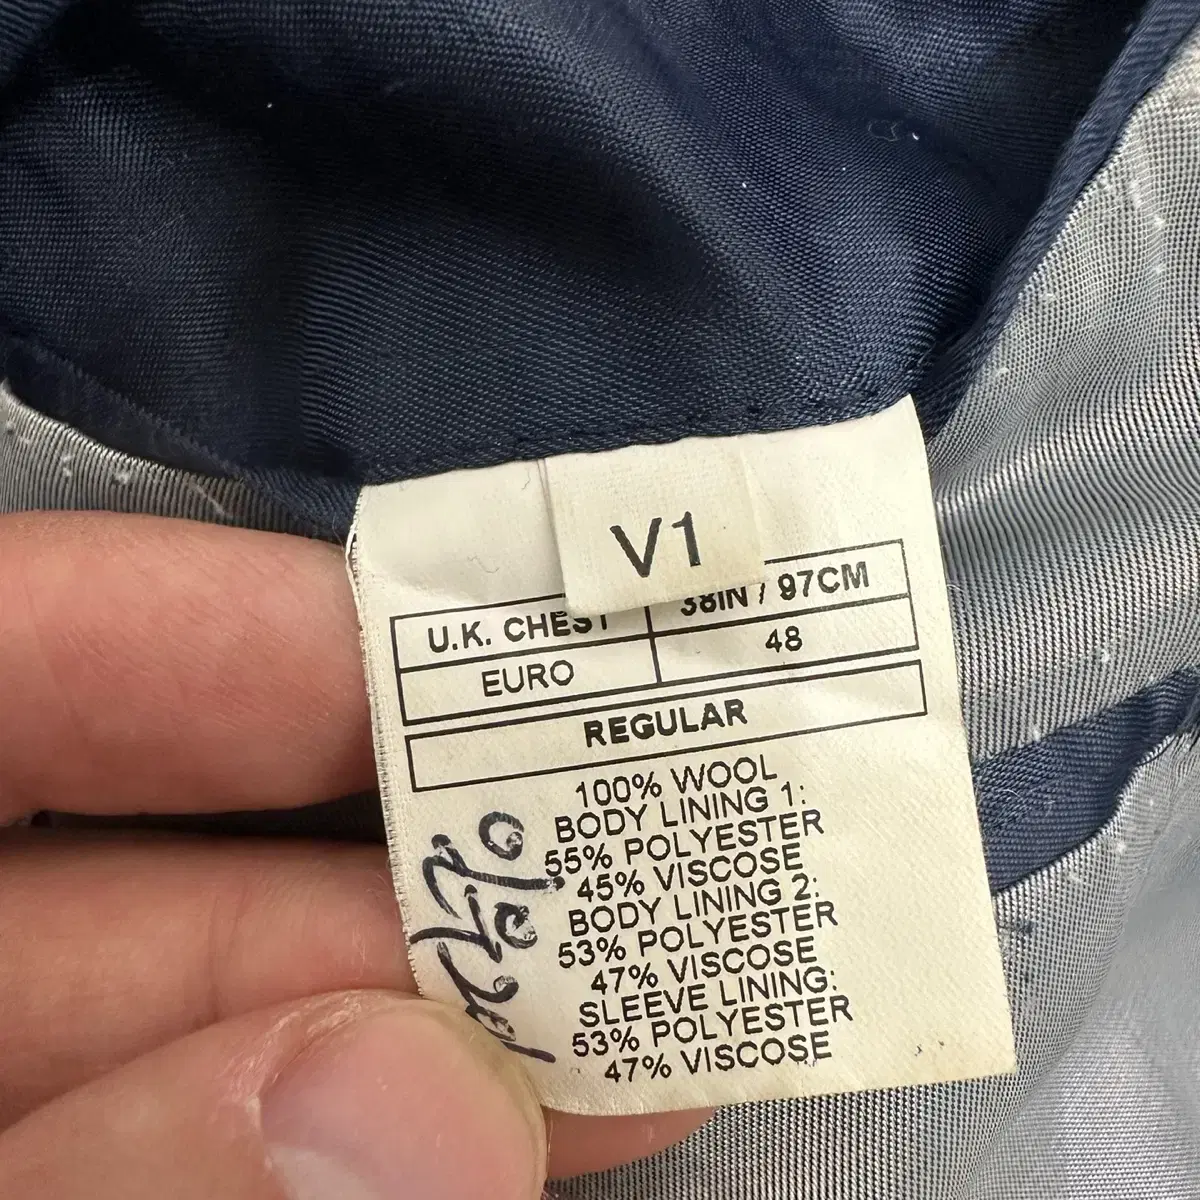 V1
U.K. CHEST 38IN / 97CM
EURO 48
REGULAR
100% WOOL
BODY LINING 1:
55% POLYESTER
45% VISCOSE
BODY LINING 2:
53% POLYESTER
47% VISCOSE
SLEEVE LINING:
53% POLYESTER
47% VISCOSE